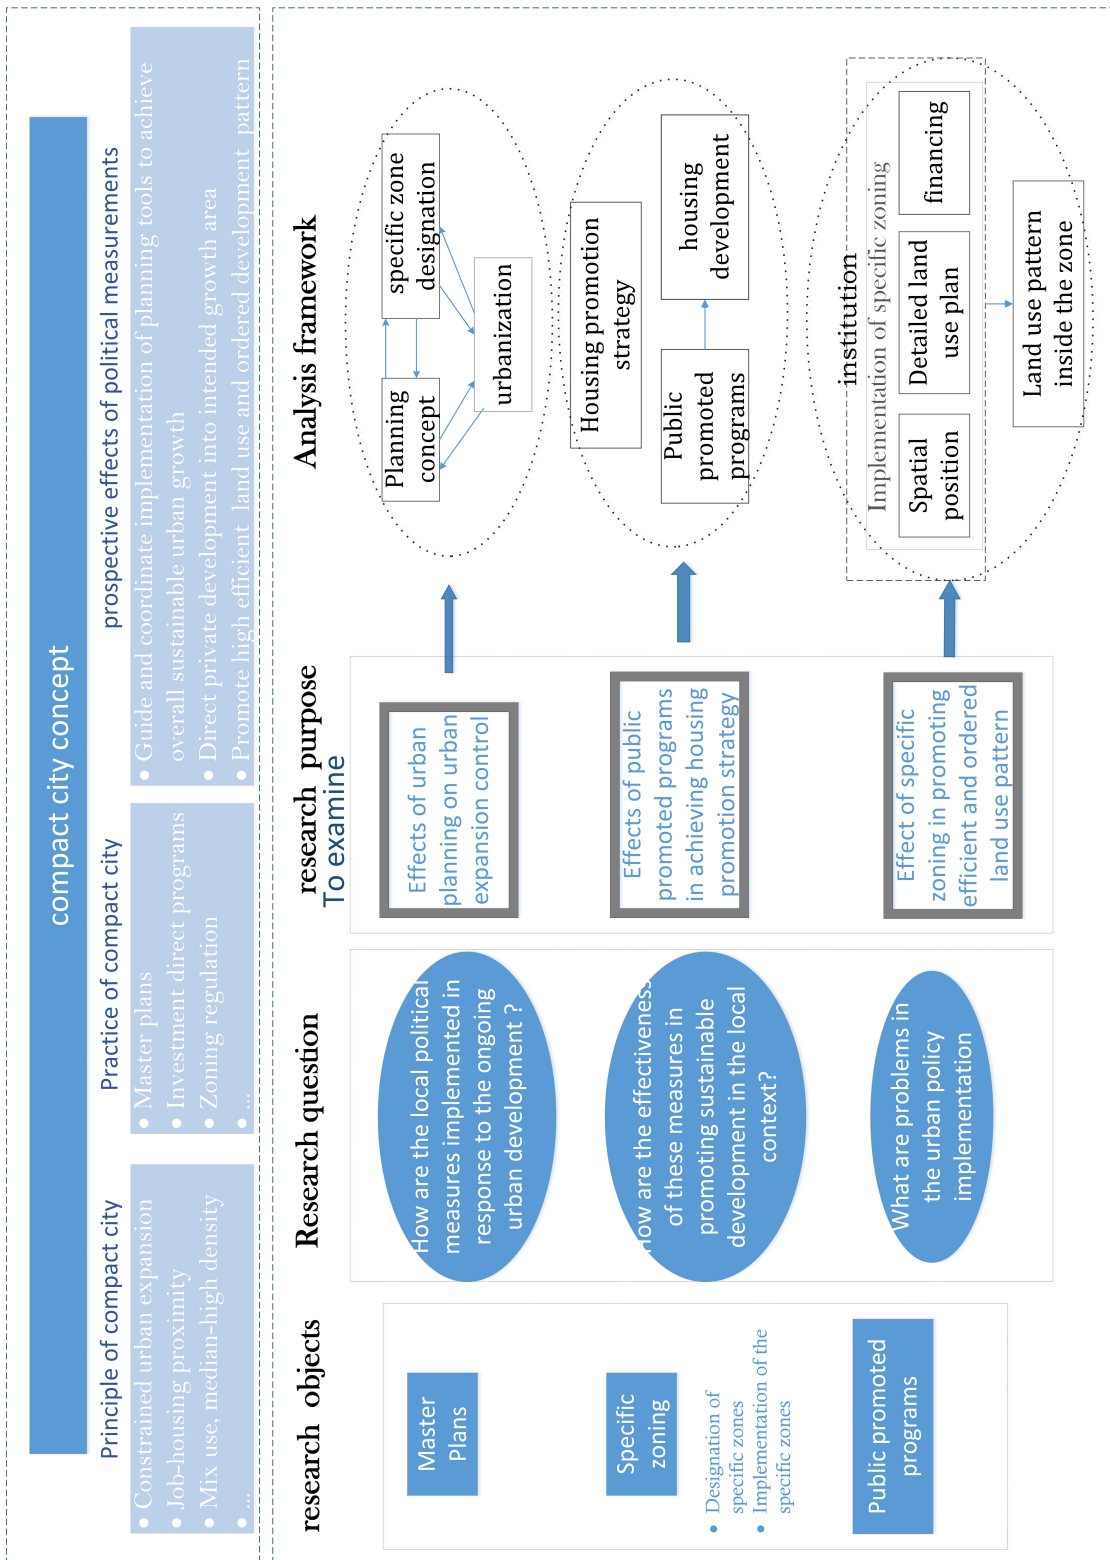 compact city concept
Principle of compact city
• Constrained urban expansion
• Job-housing proximity
• Mix use, median-high density
• ...
Practice of compact city
• Master plans
• Investment direct programs
• Zoning regulation
• ...
prospective effects of political measurements
• Guide and coordinate implementation of planning tools to achieve
overall sustainable urban growth
• Direct private development into intended growth area
• Promote high efficient land use and ordered development pattern
research objects
Master
Plans
Specific
zoning
• Designation of
specific zones
• Implementation of the
specific zones
Public promoted
programs
Research question
How are the local political
measures implemented in
response to the ongoing
urban development ?
How are the effectiveness
of these measures in
promoting sustainable
development in the local
context?
What are problems in
the urban policy
implementation
research purpose
To examine
Effects of urban
planning on urban
expansion control
Effects of public
promoted programs
in achieving housing
promotion strategy
Effect of specific
zoning in promoting
efficient and ordered
land use pattern
Analysis framework
Planning
concept
specific zone
designation
urbanization
Housing promotion
strategy
Public
promoted
programs
housing
development
institution
Implementation of specific zoning
Spatial
position
Detailed land
use plan
financing
Land use pattern
inside the zone